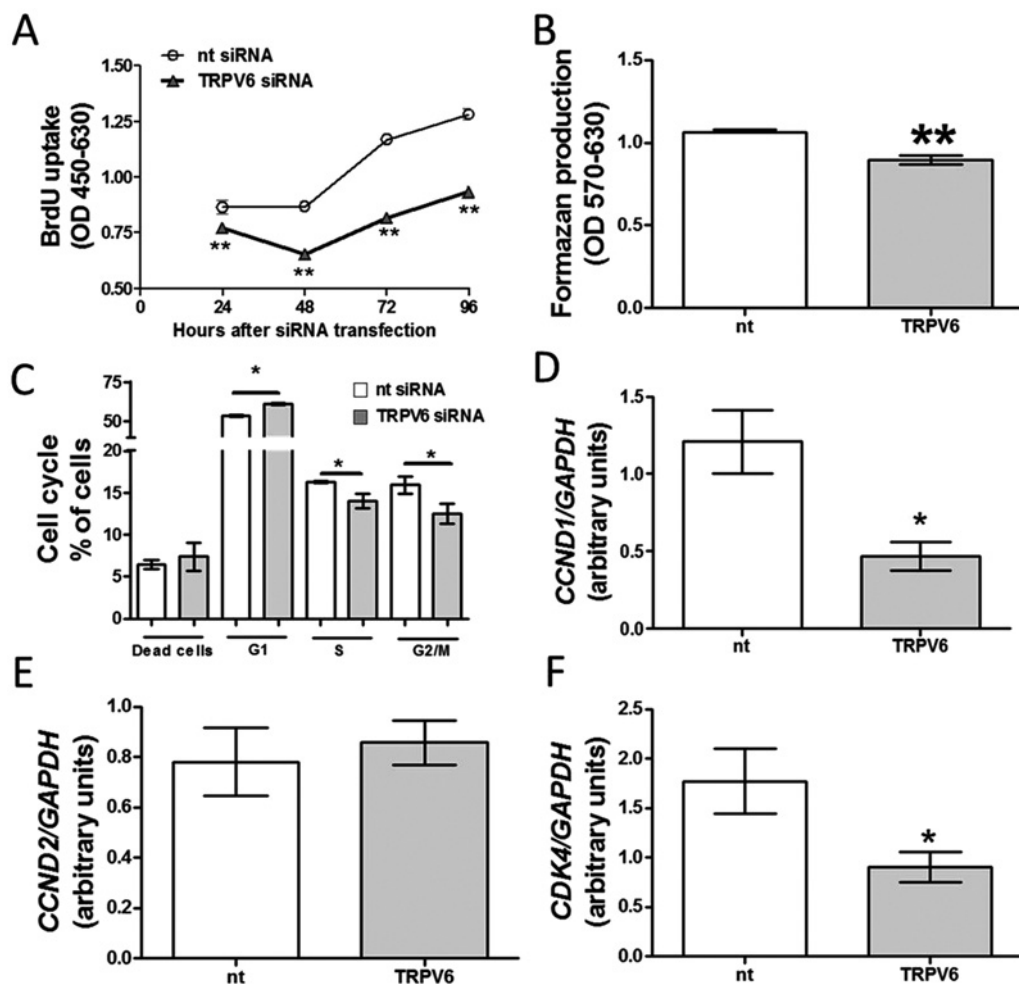 A
nt siRNA
TRPV6 siRNA
BrdU uptake
(OD 450-630)
1.50
1.25
1.00
0.75
0.50
**
**
**
**
0
24
48
72
96
Hours after siRNA transfection
B
Formazan production
(OD 570-630)
1.5
1.0
0.5
0.0
**
nt
TRPV6
C
nt siRNA
TRPV6 siRNA
Cell cycle
% of cells
75
50
20
15
10
5
0
*
*
*
Dead cells
G1
S
G2/M
D
CCND1/GAPDH
(arbitrary units)
1.5
1.0
0.5
0.0
*
nt
TRPV6
E
CCND2/GAPDH
(arbitrary units)
1.0
0.8
0.6
0.4
0.2
0.0
nt
TRPV6
F
CDK4/GAPDH
(arbitrary units)
2.5
2.0
1.5
1.0
0.5
0.0
*
nt
TRPV6